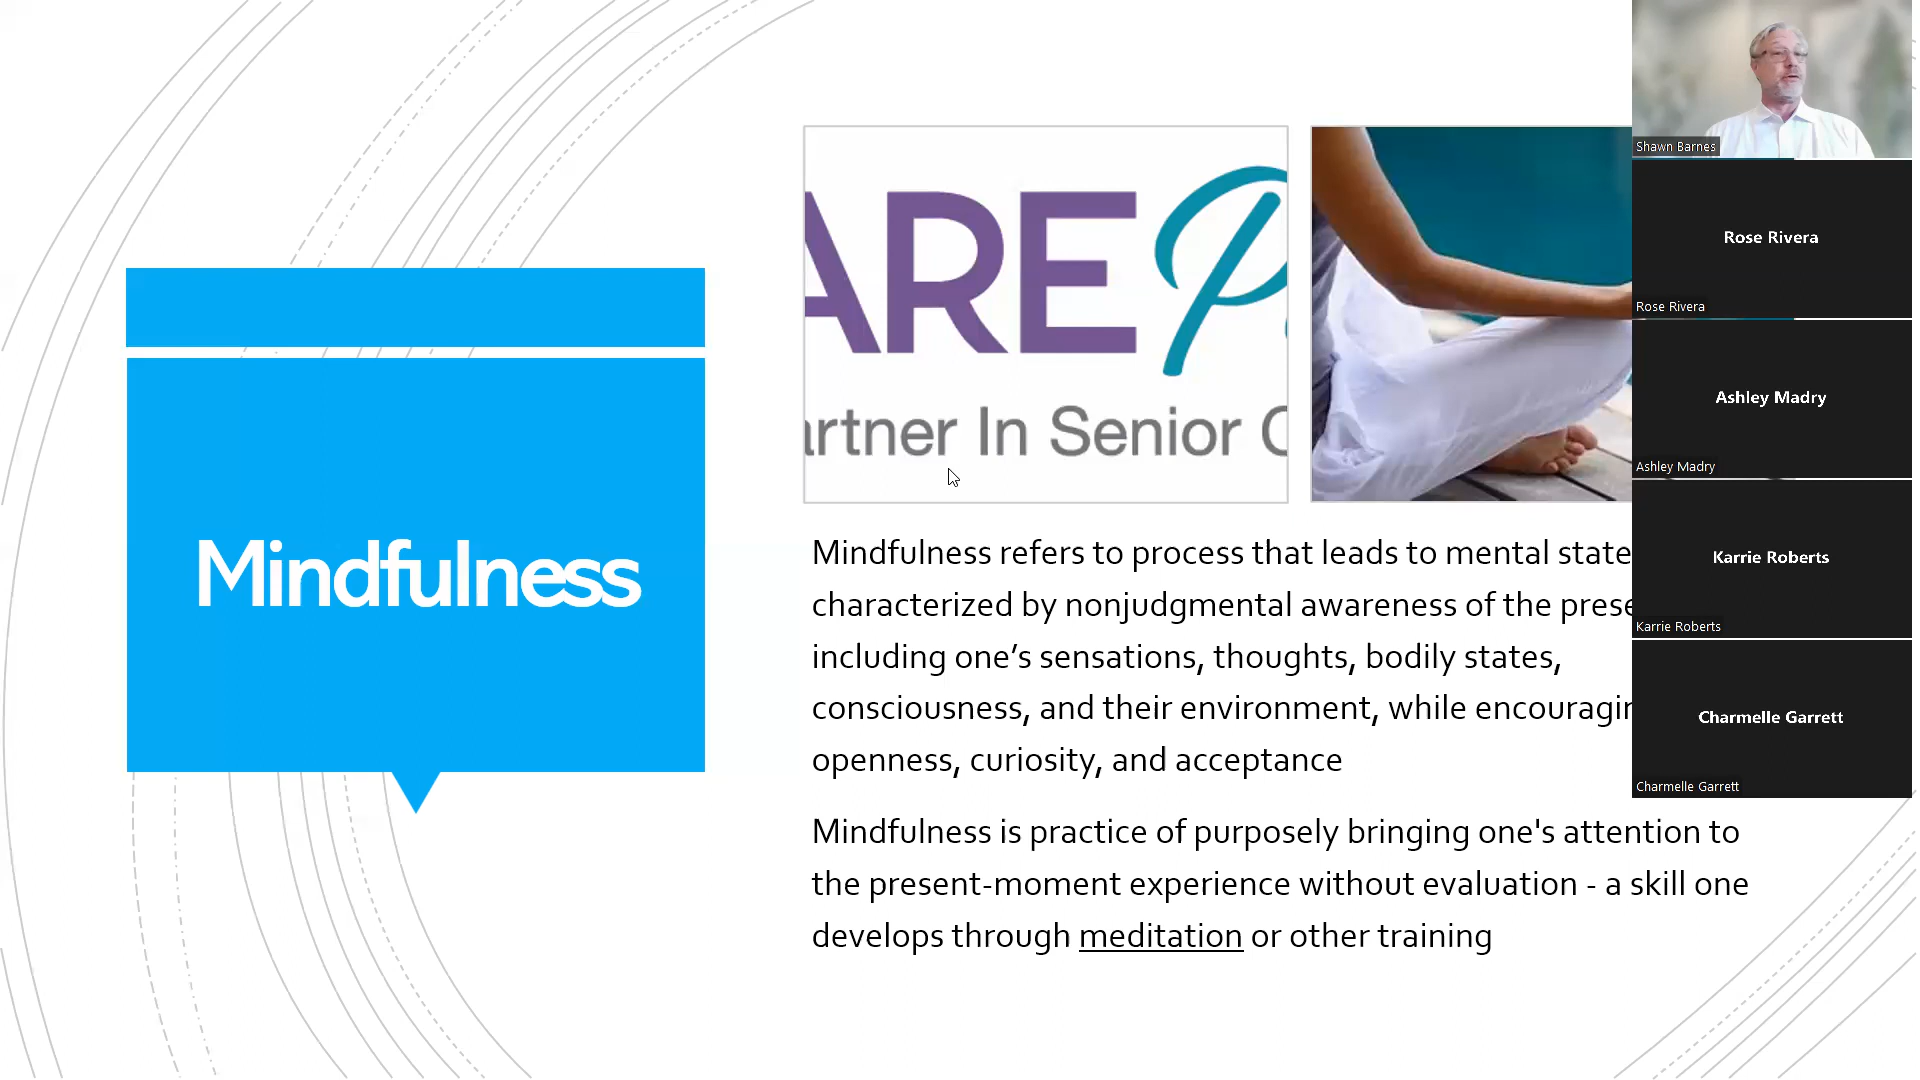 Mindfulness
ARE
artner In Senior
Mindfulness refers to process that leads to mental state
characterized by nonjudgmental awareness of the
including one’s sensations, thoughts, bodily states,
consciousness, and their environment, while
openness, curiosity, and acceptance
Mindfulness is practice of purposely bringing one's attention to
the present-moment experience without evaluation - a skill one
develops through meditation or other training
Shawn Barnes
Rose Rivera
Rose Rivera
Ashley Madry
Ashley Madry
Karrie Roberts
Karrie Roberts
Charmelle Garrett
Charmelle Garrett